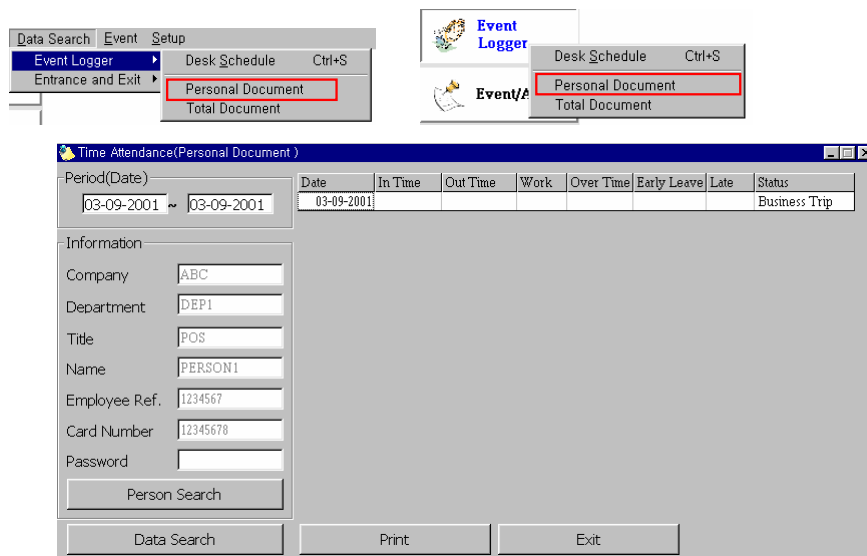 Data Search Event Setup
Event Logger
Entrance and Exit
Desk Schedule Ctrl+S
Personal Document
Total Document
Event
Logger
Event/A
Desk Schedule Ctrl+S
Personal Document
Total Document
Time Attendance(Personal Document )
Period(Date)
03-09-2001 ~ 03-09-2001
Date In Time Out Time Work Over Time Early Leave Late Status
03-09-2001 Business Trip
Information
Company ABC
Department DEP1
Title POS
Name PERSON1
Employee Ref. 1234567
Card Number 12345678
Password
Person Search
Data Search Print Exit